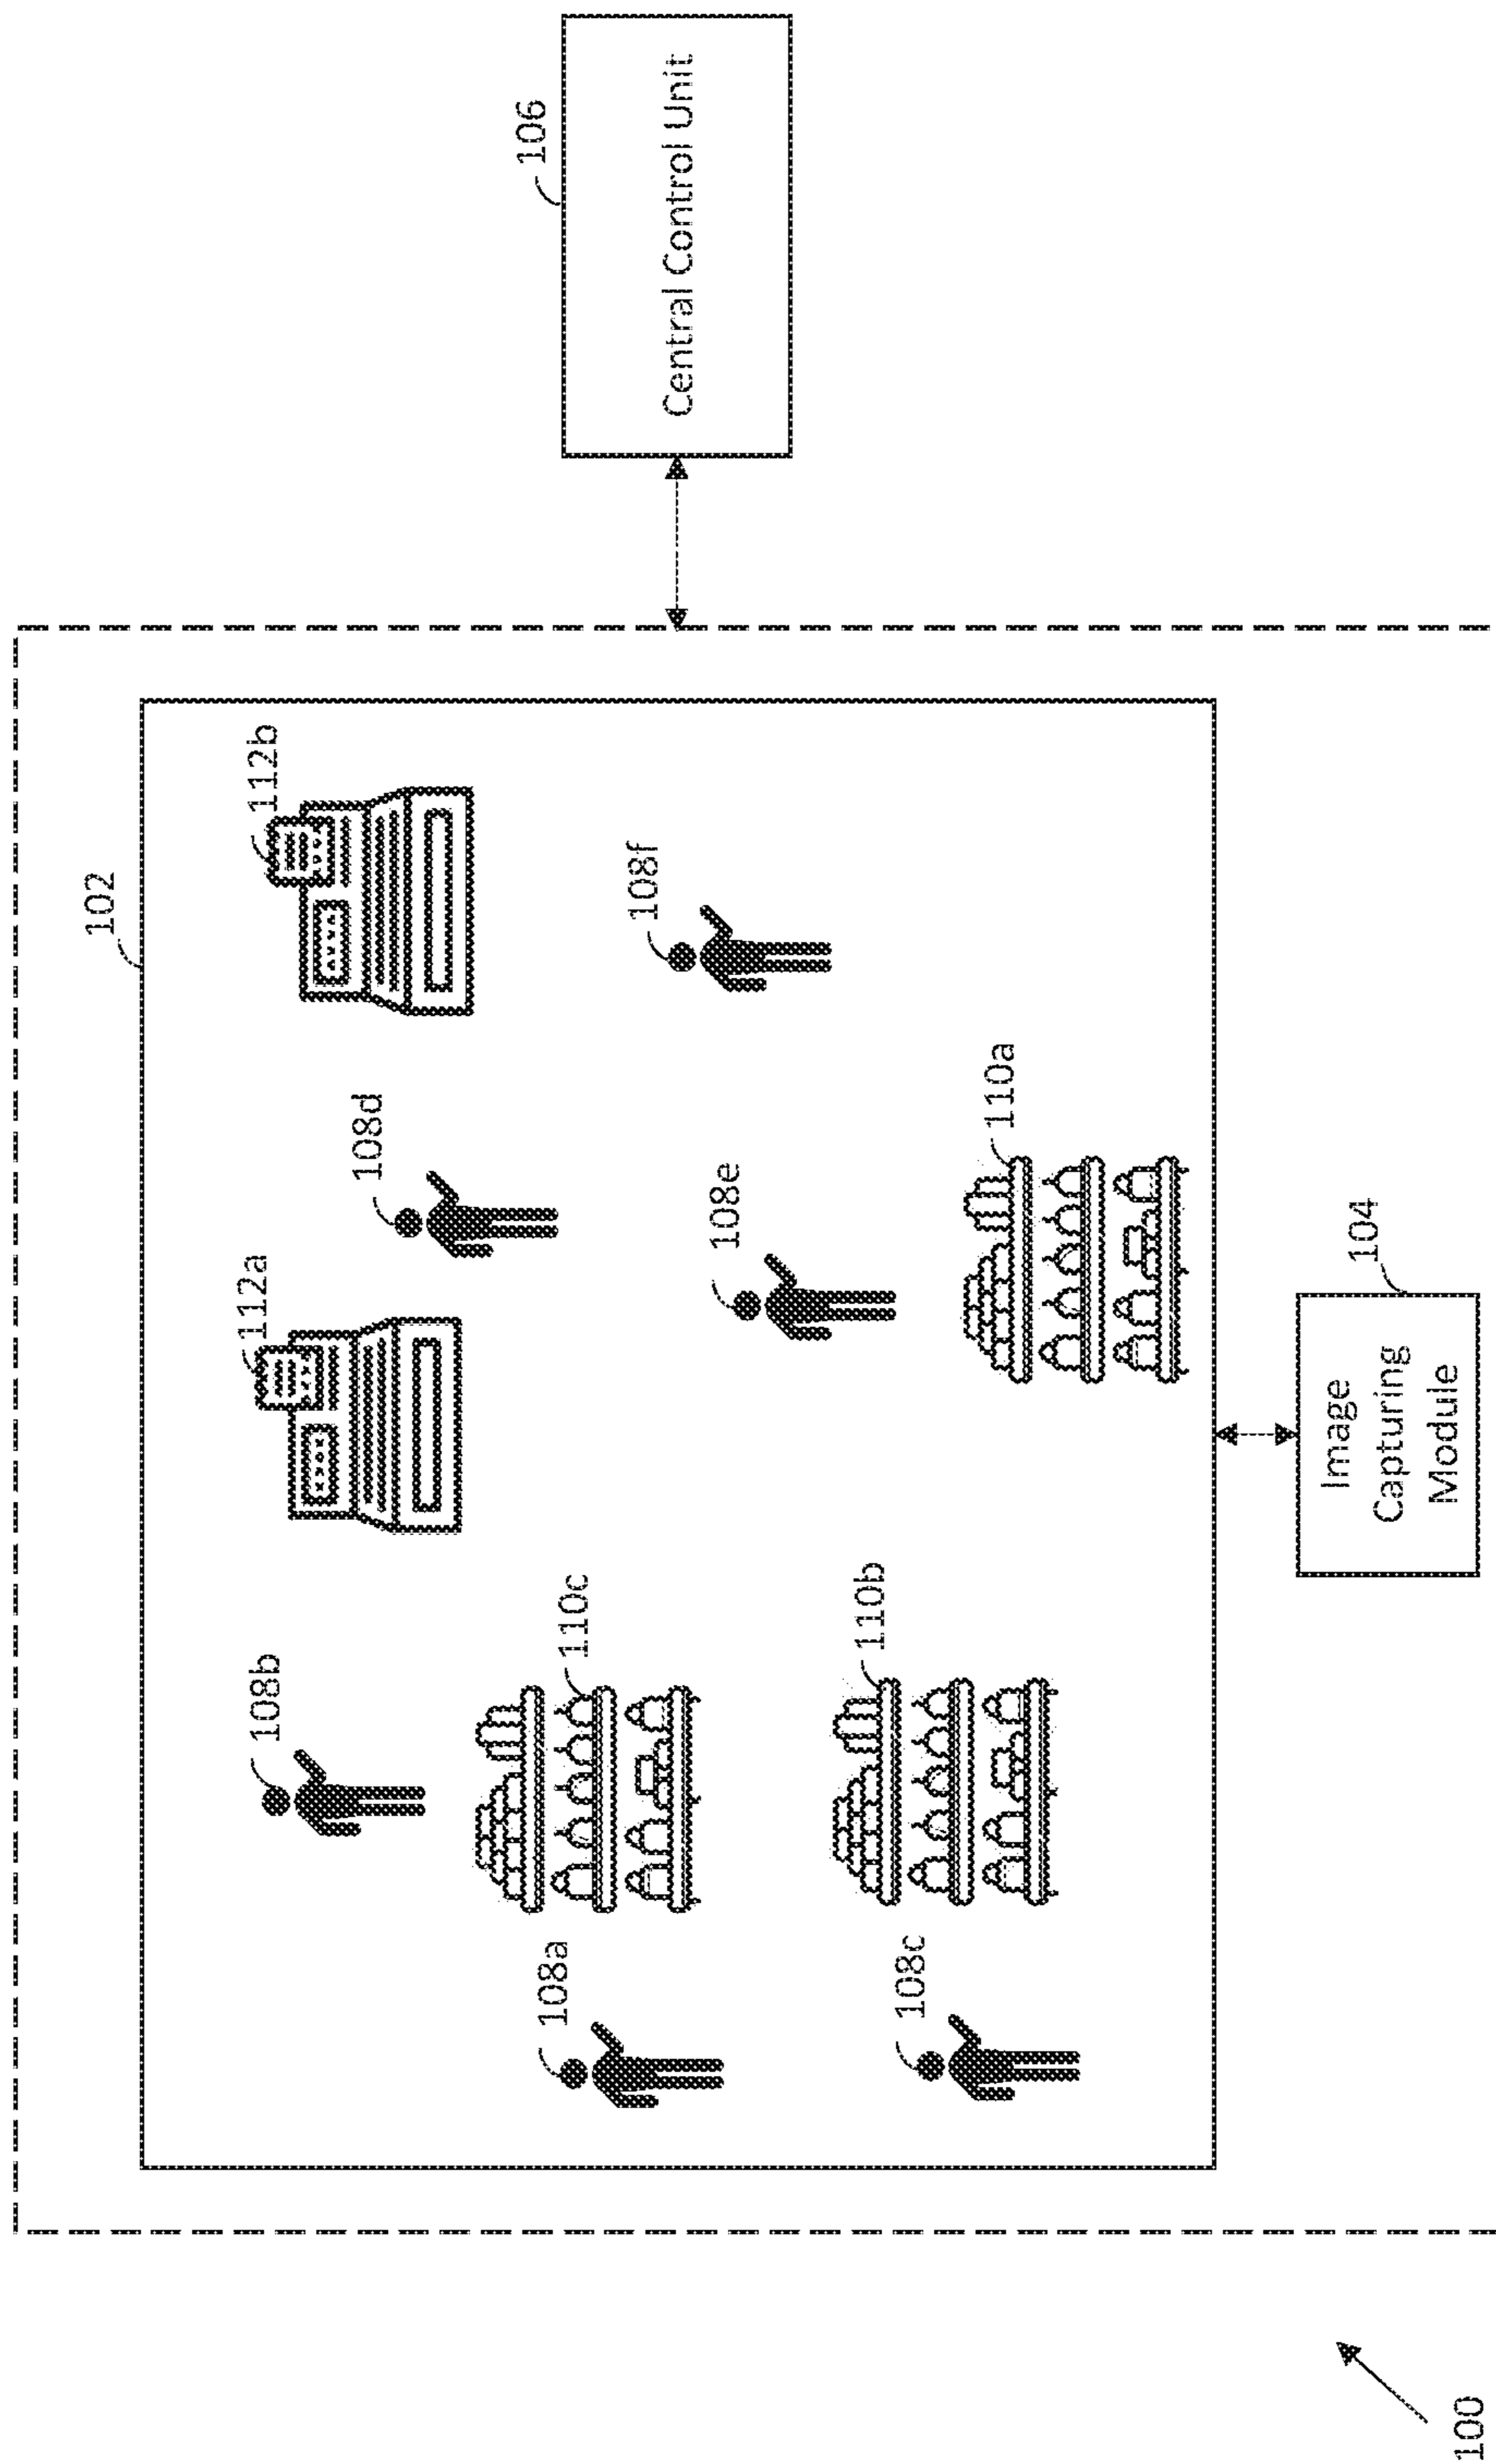 102
112b
112a
108b
108d
108f
110c
108a
108e
110b
110a
108c
106
Central Control Unit
104
Image
Capturing
Module
100